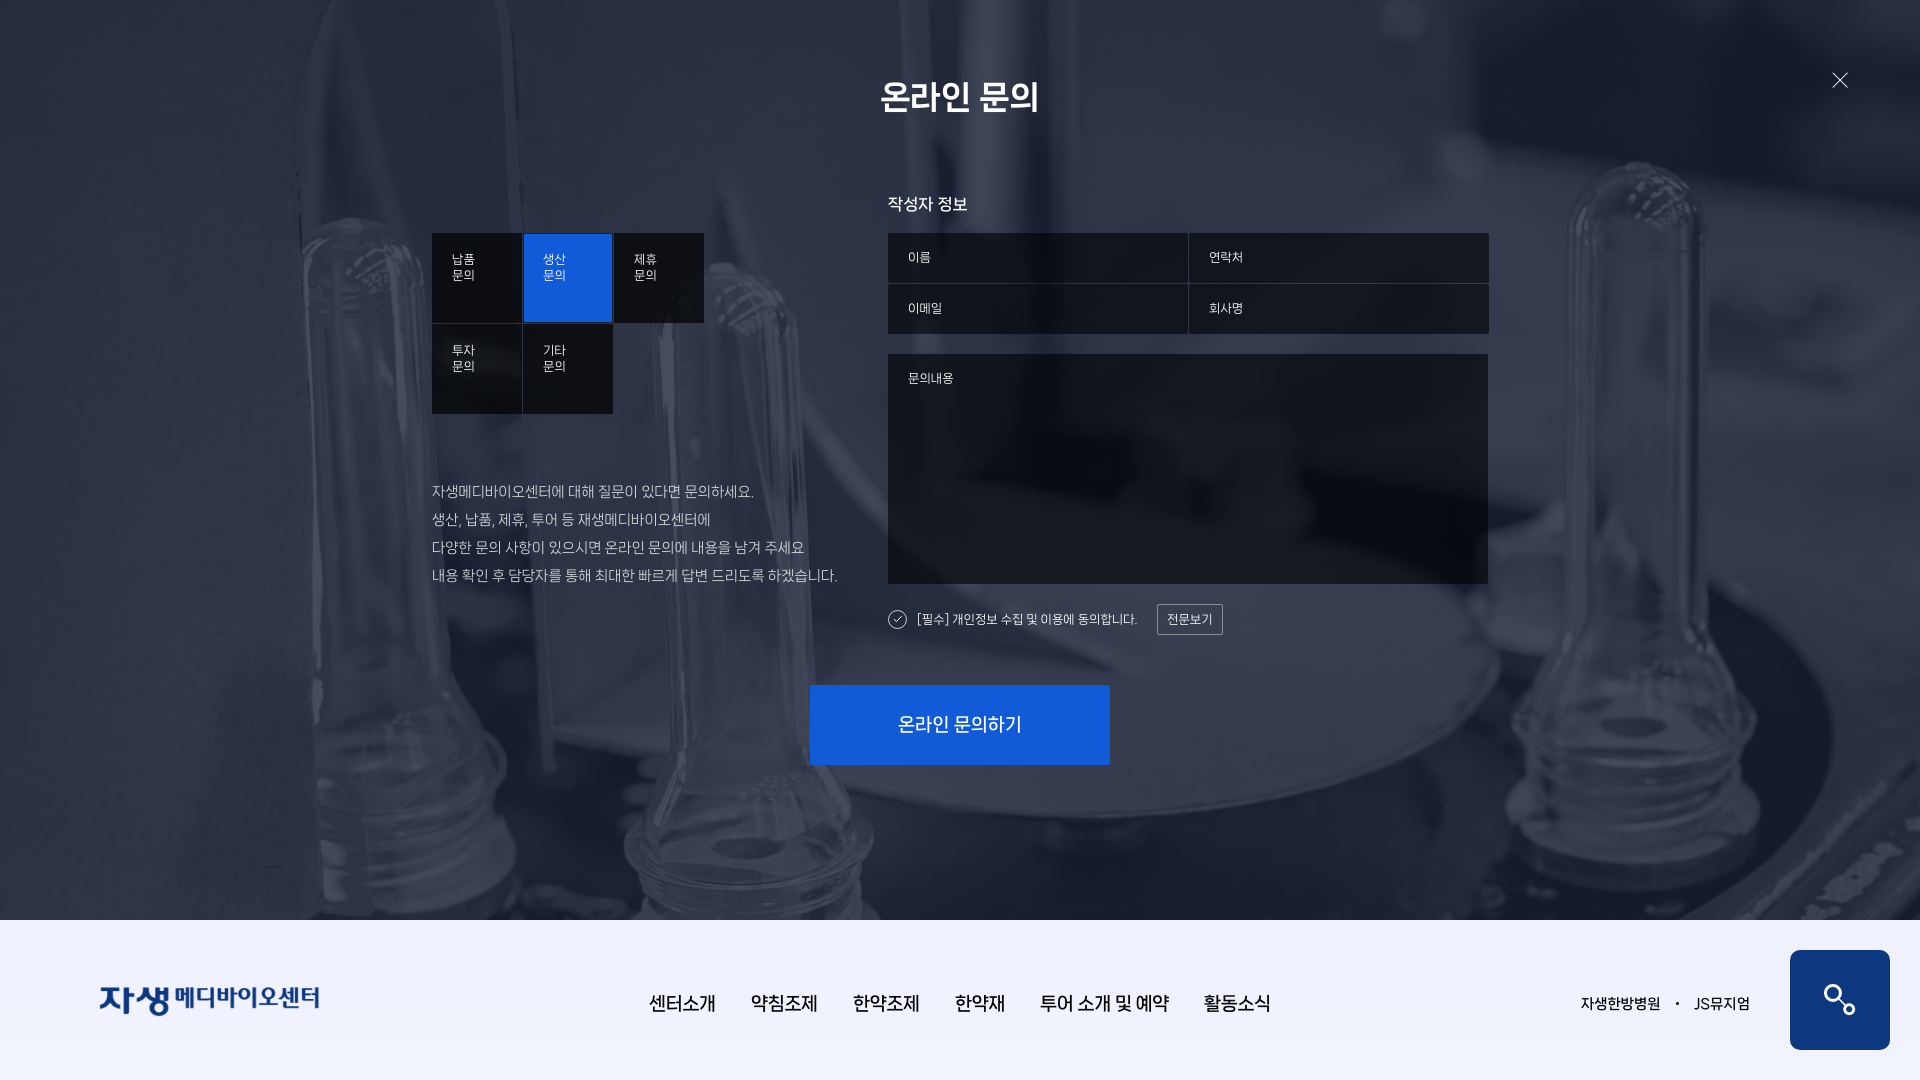 온라인 문의
납품
문의
생산
문의
제휴
문의
투자
문의
기타
문의
자생메디바이오센터에 대해 질문이 있다면 문의하세요.
생산, 납품, 제휴, 투어 등 재생메디바이오센터에
다양한 문의 사항이 있으시면 온라인 문의에 내용을 남겨 주세요
내용 확인 후 담당자를 통해 최대한 빠르게 답변 드리도록 하겠습니다.
작성자 정보
이름
연락처
이메일
회사명
문의내용
[필수] 개인정보 수집 및 이용에 동의합니다.
전문보기
온라인 문의하기
자생 메디바이오센터
센터소개
약침조제
한약조제
한약재
투어 소개 및 예약
활동소식
자생한방병원 • JS뮤지엄